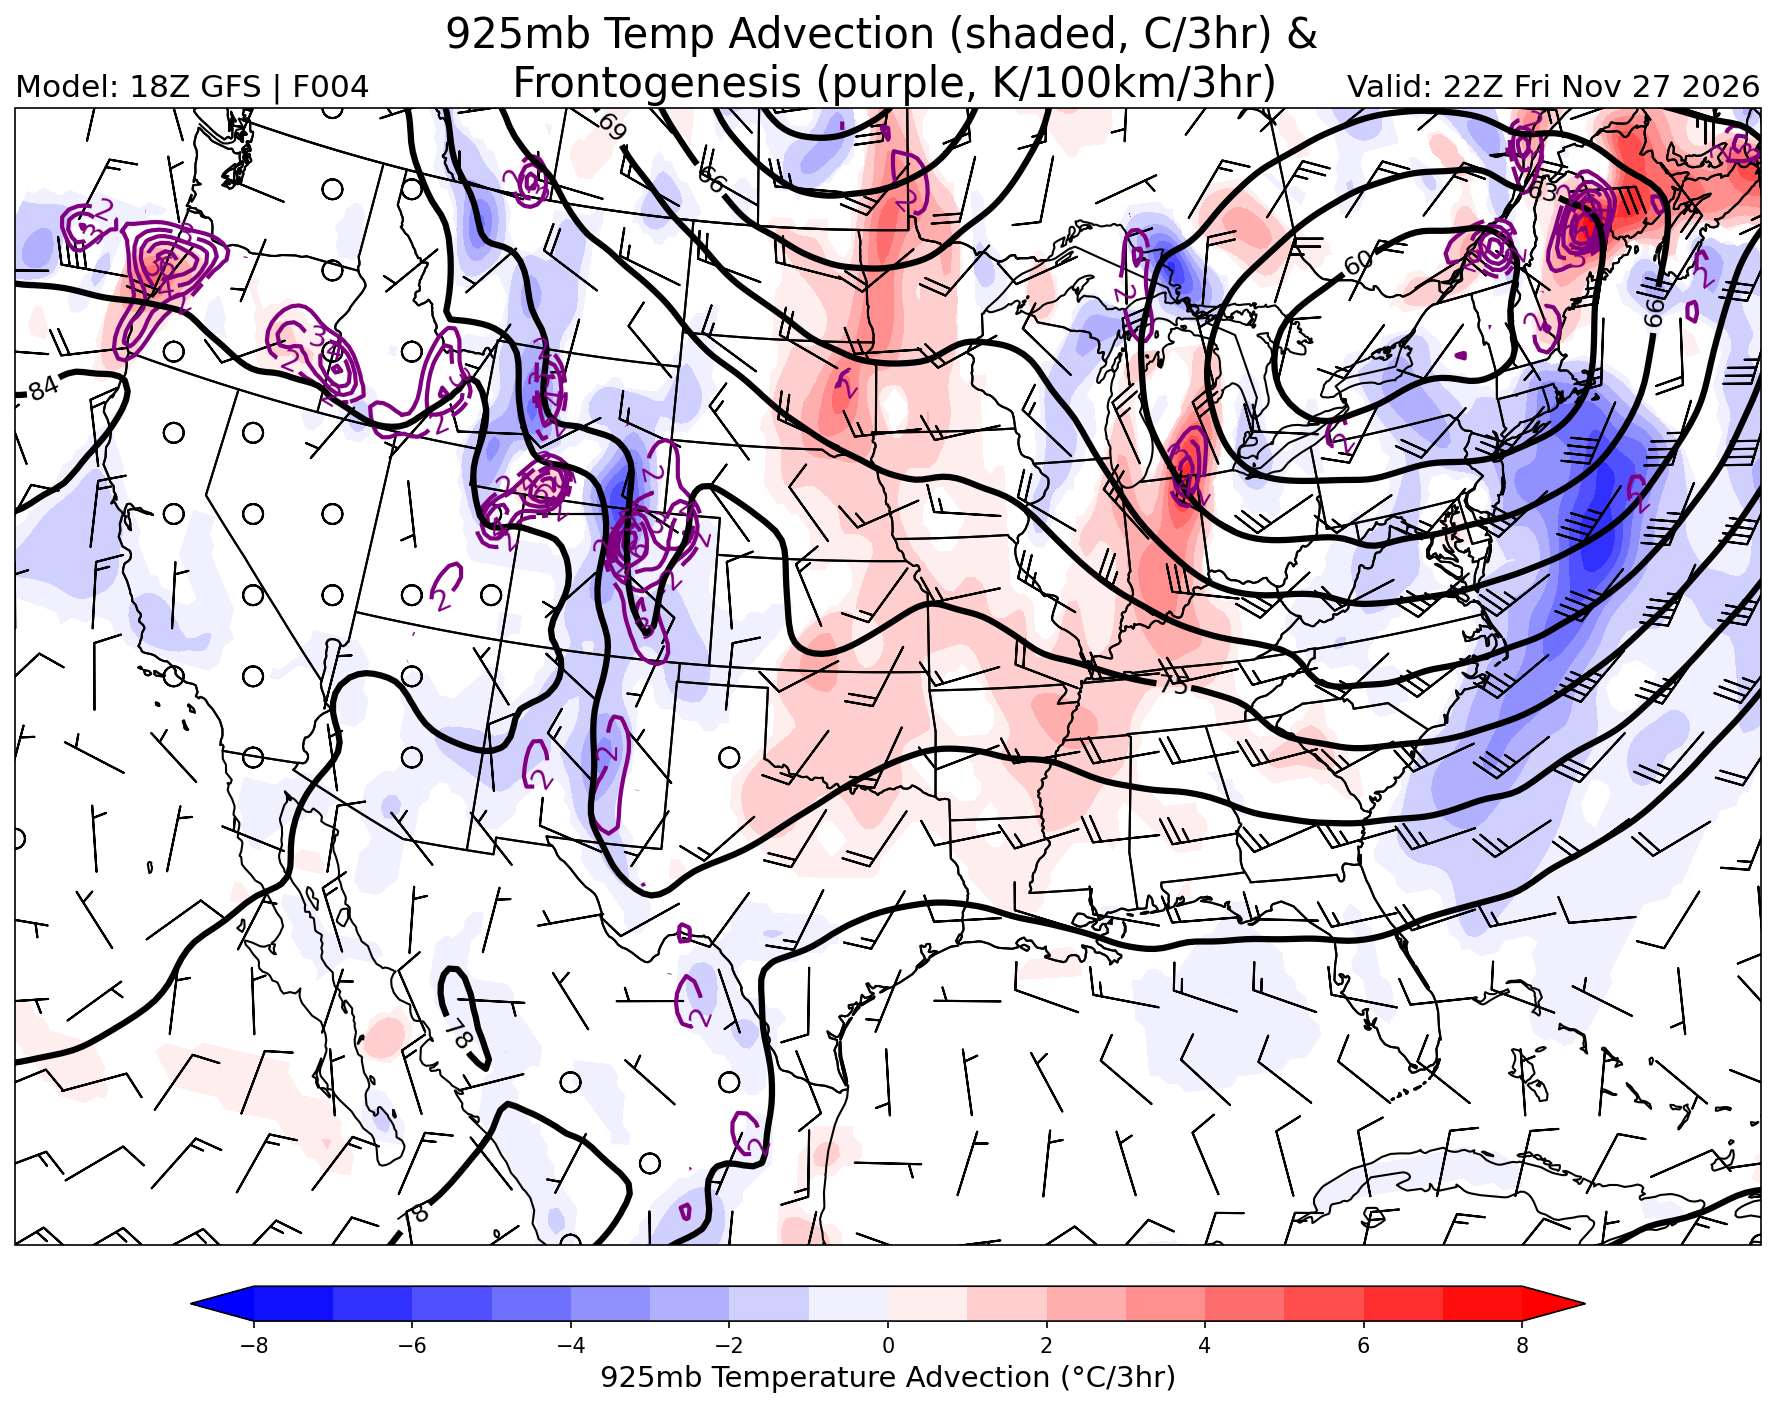 925mb Temp Advection (shaded, C/3hr) &
Frontogenesis (purple, K/100km/3hr)
Model: 18Z GFS | F004
Valid: 22Z Fri Nov 27 2026
69
66
63
60
66
84
75
78
−8 −6 −4 −2 0 2 4 6 8
925mb Temperature Advection (°C/3hr)